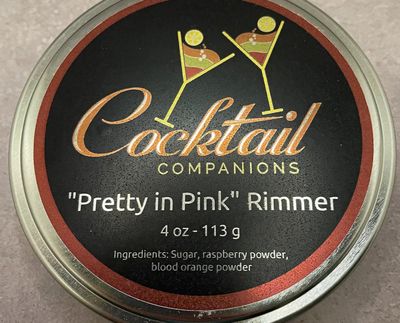 Cocktail
COMPANIONS
"Pretty in Pink" Rimmer
4 oz - 113 g
Ingredients: Sugar, raspberry powder,
blood orange powder